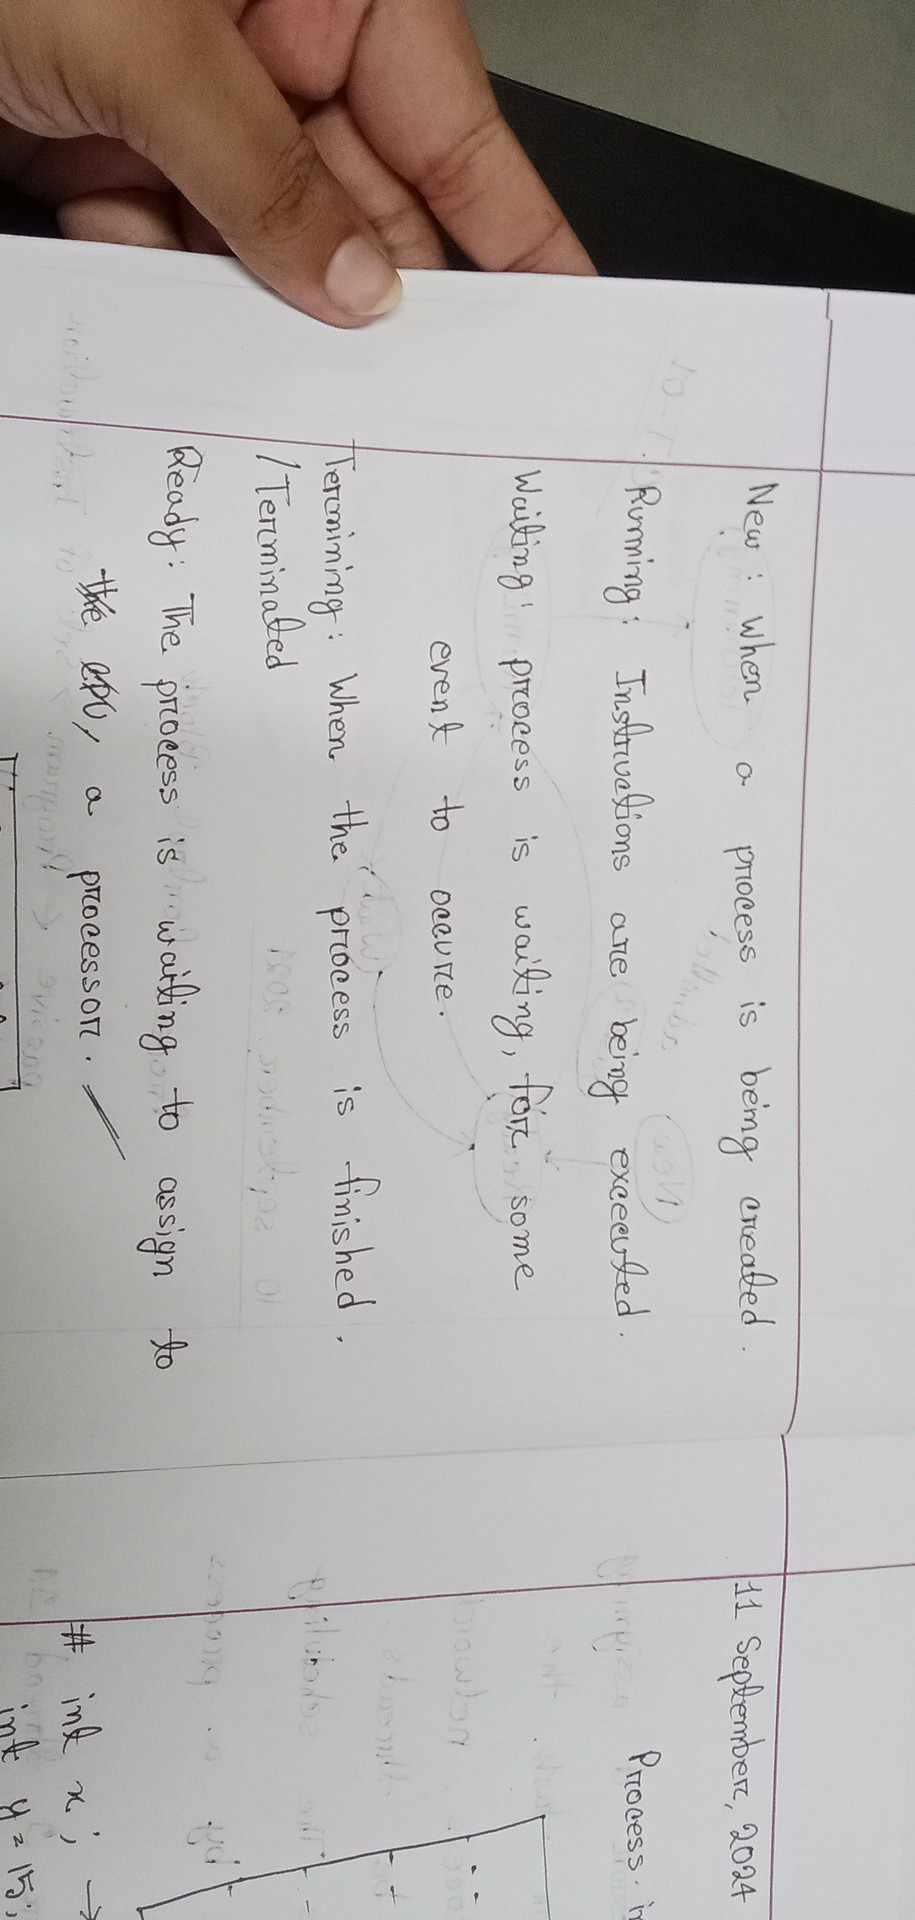 New : When a process is being created.
Running : Instructions are being executed.
Waiting : process is waiting, for some
event to occure.
Termining : When the process is finished.
/ Terminated
Ready : The process is waiting to assign to
the CPU, a processor.
11 September, 2024
Process in
# int x ; →
int y = 15;